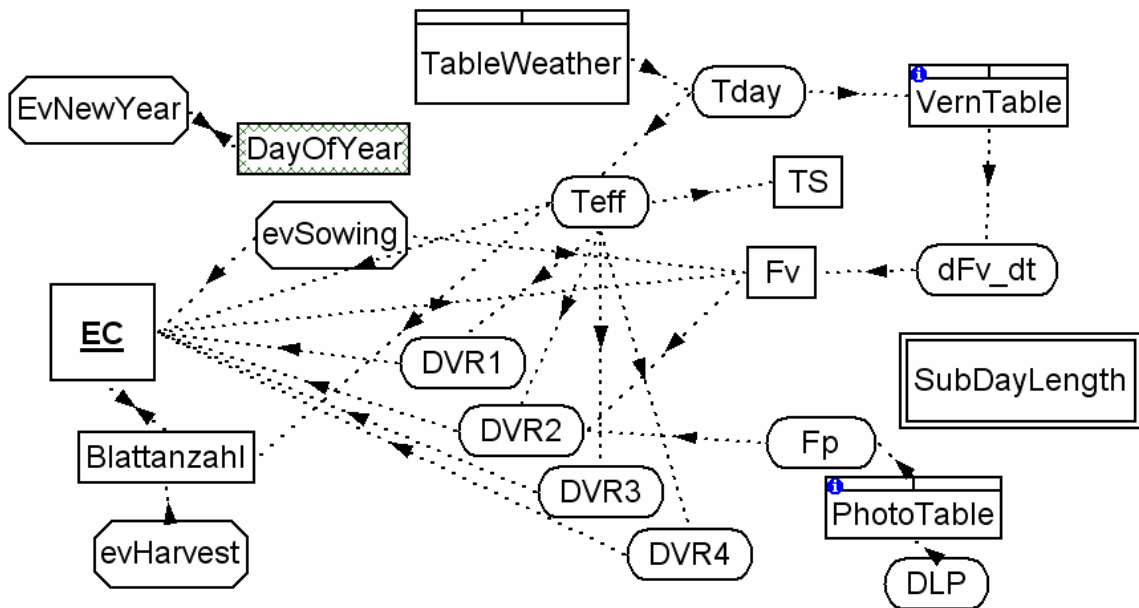 TableWeather
Tday
VernTable
EvNewYear
DayOfYear
Teff
TS
evSowing
Fv
dFv_dt
EC
DVR1
SubDayLength
DVR2
Fp
Blattanzahl
DVR3
PhotoTable
evHarvest
DVR4
DLP